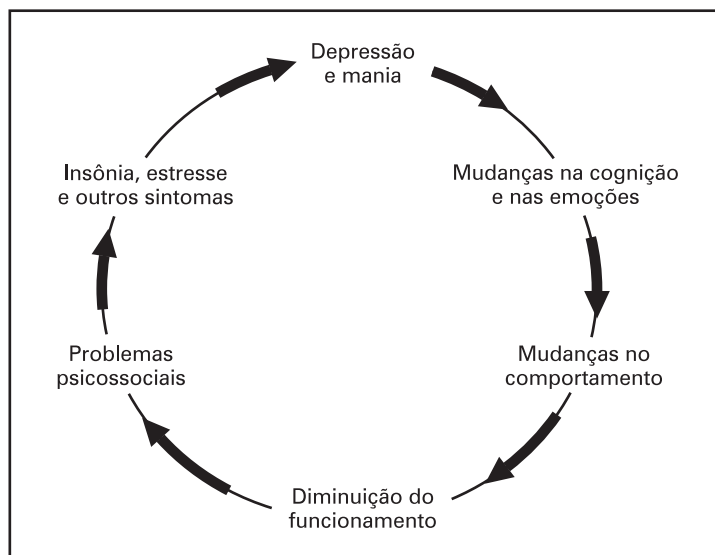 Depressão
e mania
Mudanças na cognição
e nas emoções
Mudanças no
comportamento
Diminuição do
funcionamento
Problemas
psicossociais
Insônia, estresse
e outros sintomas